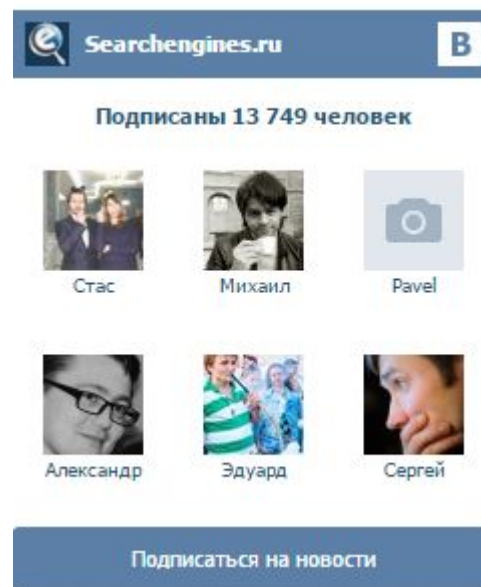 Searchengines.ru
В
Подписаны 13 749 человек
Стас
Михаил
Pavel
Александр
Эдуард
Сергей
Подписаться на новости